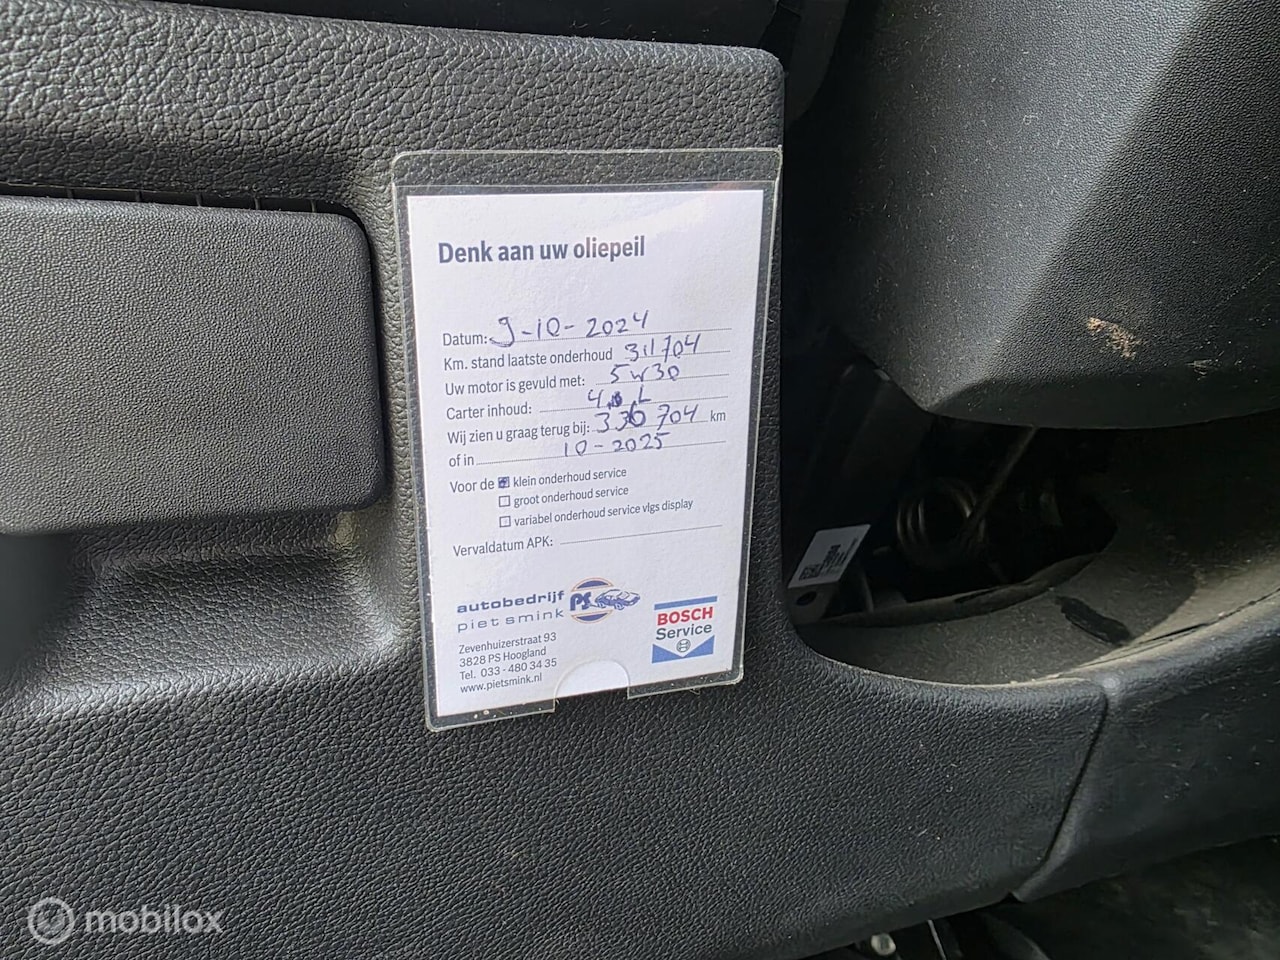 Denk aan uw oliepeil
Datum: 9-10-2024
Km. stand laatste onderhoud 311704
Uw motor is gevuld met: 5w30
Carter inhoud: 4, L
Wij zien u graag terug bij: 336704 km
of in 10-2025
Voor de klein onderhoud service
groot onderhoud service
variabel onderhoud service vlgs display
Vervaldatum APK:
autobedrijf PS
piet smink
BOSCH
Service
Zevenhuizerstraat 93
3828 PS Hoogland
Tel. 033 - 480 34 35
www.pietsmink.nl
mobilox